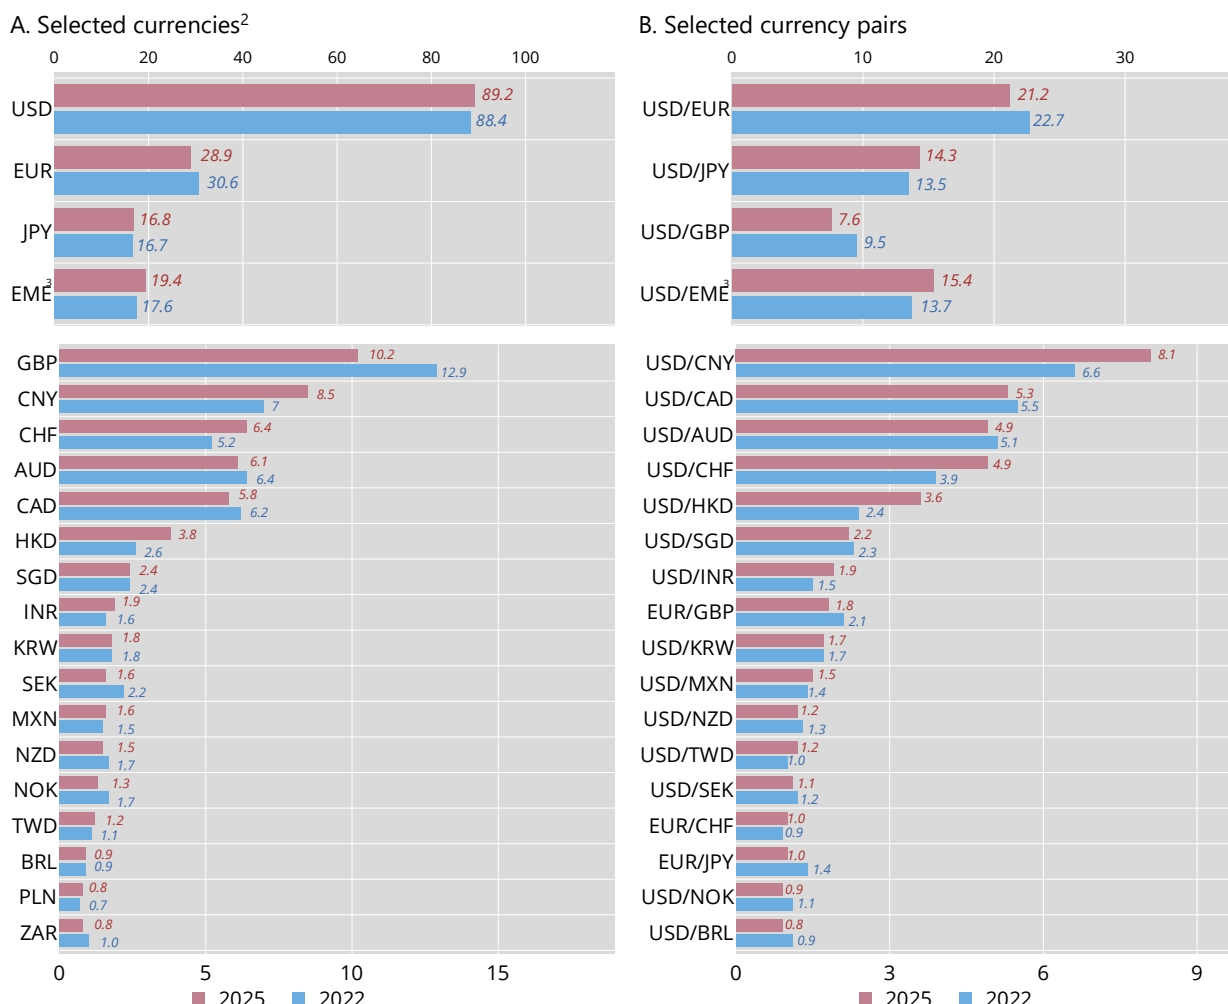 A. Selected currencies²
0 20 40 60 80 100
USD 89.2
88.4
EUR 28.9
30.6
JPY 16.8
16.7
EME³ 19.4
17.6
GBP 10.2
12.9
CNY 8.5
7
CHF 6.4
5.2
AUD 6.1
6.4
CAD 5.8
6.2
HKD 3.8
2.6
SGD 2.4
2.4
INR 1.9
1.6
KRW 1.8
1.8
SEK 1.6
2.2
MXN 1.6
1.5
NZD 1.5
1.7
NOK 1.3
1.7
TWD 1.2
1.1
BRL 0.9
0.9
PLN 0.8
0.7
ZAR 0.8
1.0
0 5 10 15
2025 2022
B. Selected currency pairs
0 10 20 30
USD/EUR 21.2
22.7
USD/JPY 14.3
13.5
USD/GBP 7.6
9.5
USD/EME³ 15.4
13.7
USD/CNY 8.1
6.6
USD/CAD 5.3
5.5
USD/AUD 4.9
5.1
USD/CHF 4.9
3.9
USD/HKD 3.6
2.4
USD/SGD 2.2
2.3
USD/INR 1.9
1.5
EUR/GBP 1.8
2.1
USD/KRW 1.7
1.7
USD/MXN 1.5
1.4
USD/NZD 1.2
1.3
USD/TWD 1.2
1.0
USD/SEK 1.1
1.2
EUR/CHF 1.0
0.9
EUR/JPY 1.0
1.4
USD/NOK 0.9
1.1
USD/BRL 0.8
0.9
0 3 6 9
2025 2022